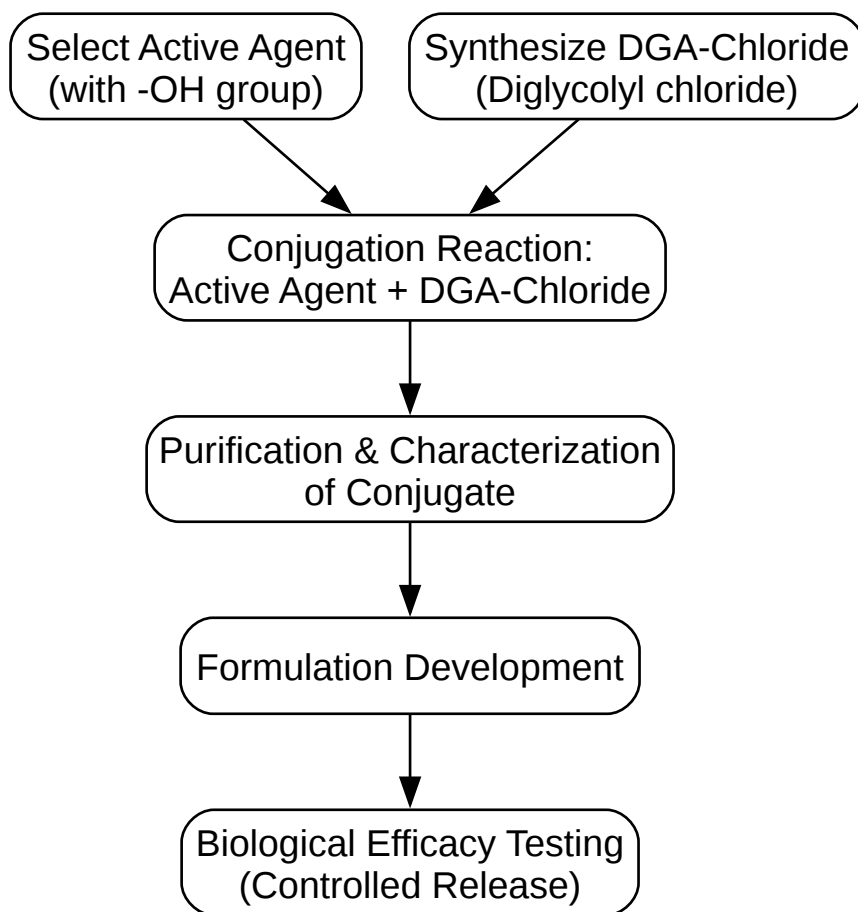 Select Active Agent
(with -OH group)
Synthesize DGA-Chloride
(Diglycolyl chloride)
Conjugation Reaction:
Active Agent + DGA-Chloride
Purification & Characterization
of Conjugate
Formulation Development
Biological Efficacy Testing
(Controlled Release)